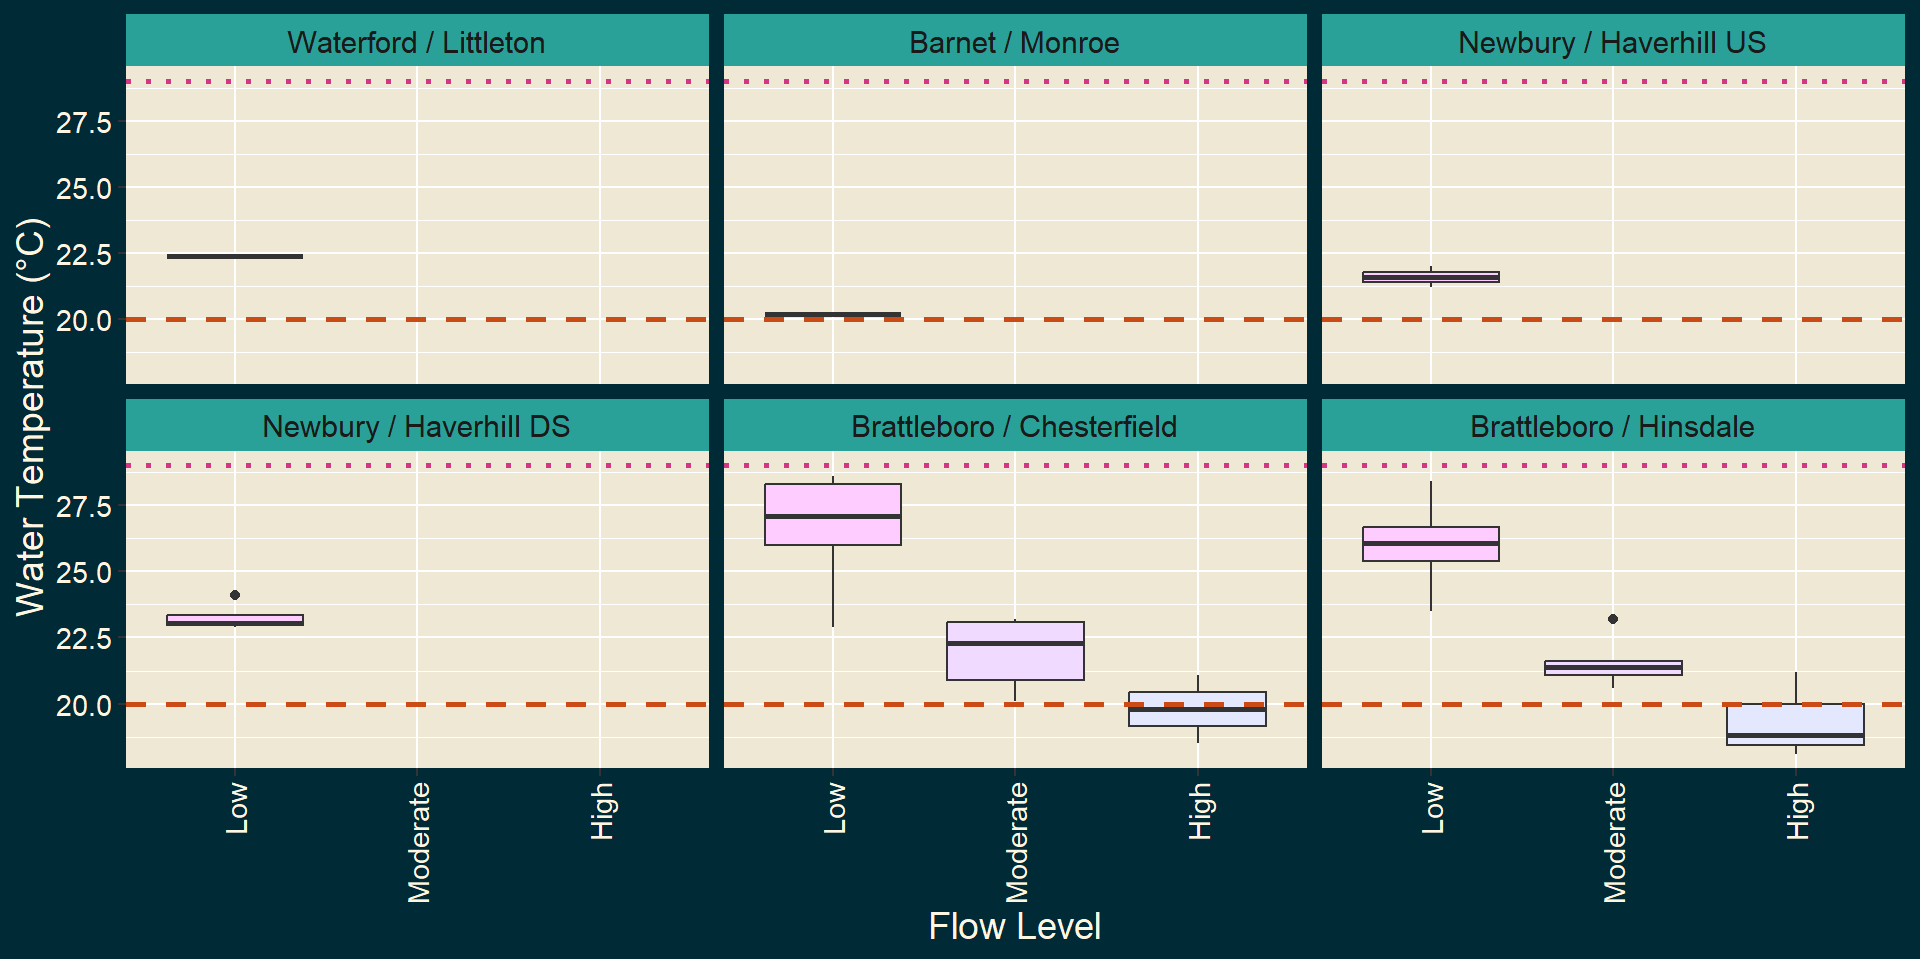 Waterford / Littleton
Barnet / Monroe
Newbury / Haverhill US
27.5
25.0
22.5
20.0
Newbury / Haverhill DS
Brattleboro / Chesterfield
Brattleboro / Hinsdale
27.5
25.0
22.5
20.0
Water Temperature (°C)
Low
Moderate
High
Low
Moderate
High
Low
Moderate
High
Flow Level